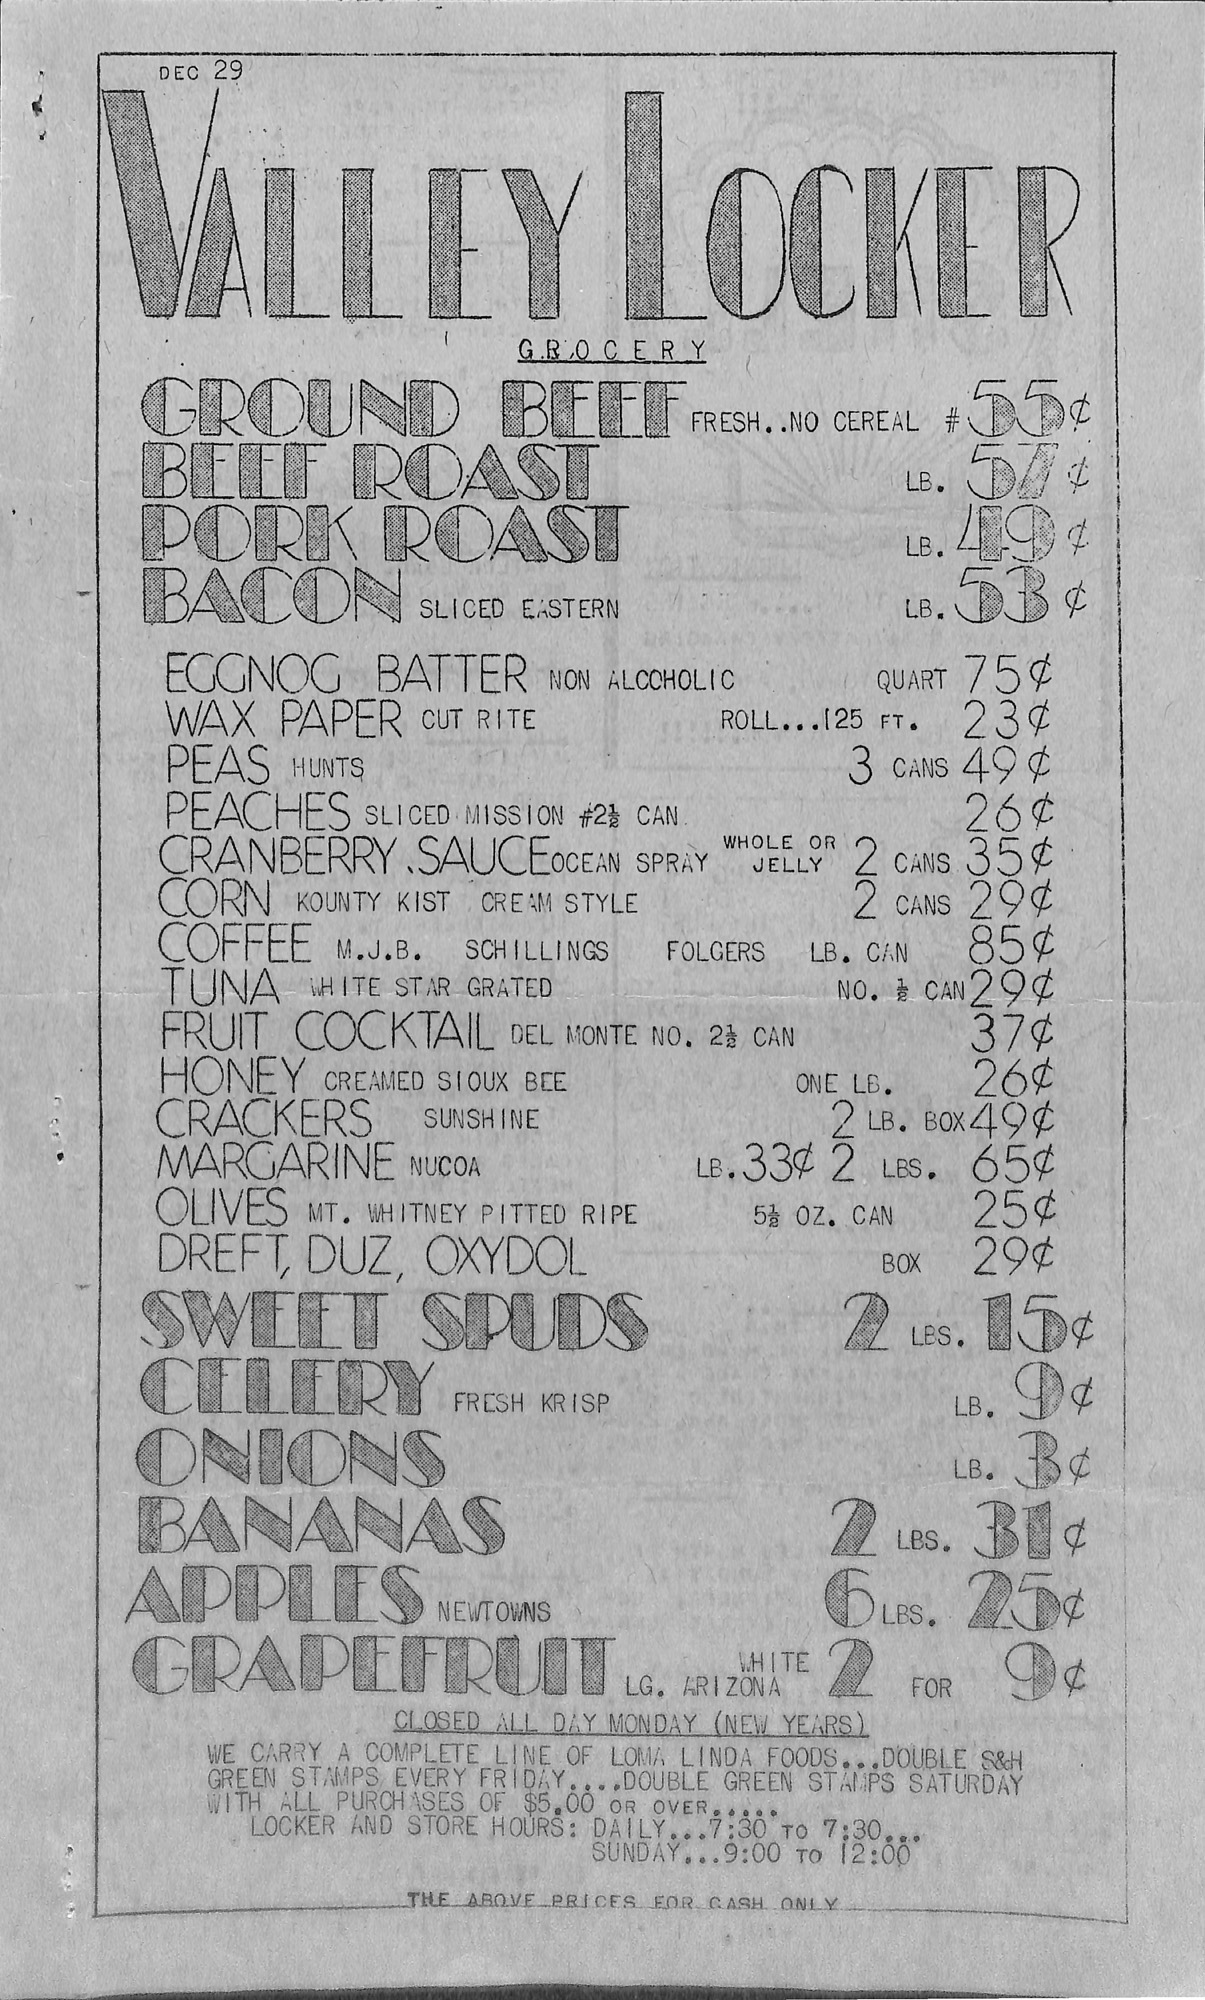 DEC 29
VALLEY LOCKER
GROCERY
GROUND BEEF FRESH..NO CEREAL # 55¢
BEEF ROAST LB. 57¢
PORK ROAST LB. 49¢
BACON SLICED EASTERN LB. 53¢
EGGNOG BATTER NON ALCOHOLIC QUART 75¢
WAX PAPER CUT RITE ROLL...125 FT. 23¢
PEAS HUNTS 3 CANS 49¢
PEACHES SLICED MISSION #2½ CAN 26¢
CRANBERRY SAUCE OCEAN SPRAY WHOLE OR JELLY 2 CANS 35¢
CORN KOUNTY KIST CREAM STYLE 2 CANS 29¢
COFFEE M.J.B. SCHILLINGS FOLGERS LB. CAN 85¢
TUNA WHITE STAR GRATED NO. ½ CAN 29¢
FRUIT COCKTAIL DEL MONTE NO. 2½ CAN 37¢
HONEY CREAMED SIOUX BEE ONE LB. 26¢
CRACKERS SUNSHINE 2 LB. BOX 49¢
MARGARINE NUCOA LB. 33¢ 2 LBS. 65¢
OLIVES MT. WHITNEY PITTED RIPE 5½ OZ. CAN 25¢
DREFT, DUZ, OXYDOL BOX 29¢
SWEET SPUDS 2 LBS. 15¢
CELERY FRESH KRISP LB. 9¢
ONIONS LB. 3¢
BANANAS 2 LBS. 31¢
APPLES NEWTOWNS 6 LBS. 25¢
GRAPEFRUIT LG. ARIZONA WHITE 2 FOR 9¢
CLOSED ALL DAY MONDAY (NEW YEARS)
WE CARRY A COMPLETE LINE OF LOMA LINDA FOODS...DOUBLE S&H
GREEN STAMPS EVERY FRIDAY....DOUBLE GREEN STAMPS SATURDAY
WITH ALL PURCHASES OF $5.00 OR OVER.....
LOCKER AND STORE HOURS: DAILY...7:30 TO 7:30...
SUNDAY...9:00 TO 12:00
THE ABOVE PRICES FOR CASH ONLY